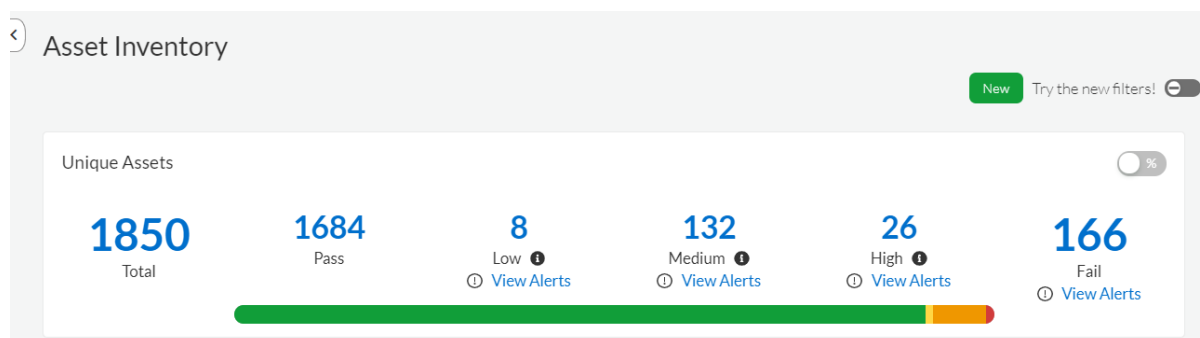 Asset Inventory
New Try the new filters!
Unique Assets
%
1850 1684 8 132 26 166
Total Pass Low Medium High Fail
View Alerts View Alerts View Alerts View Alerts